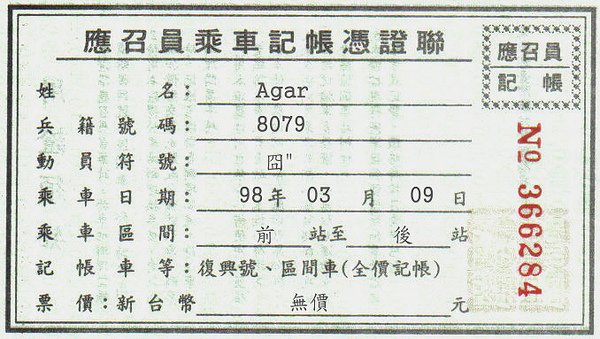 應召員乘車記帳憑證聯
應召員
記帳
姓名：Agar
兵籍號碼：8079
動員符號：囧"
乘車日期：98年 03 月 09 日
乘車區間：前 站至 後 站
記帳車等：復興號、區間車(全價記帳)
票價：新台幣 無價 元
№ 366284